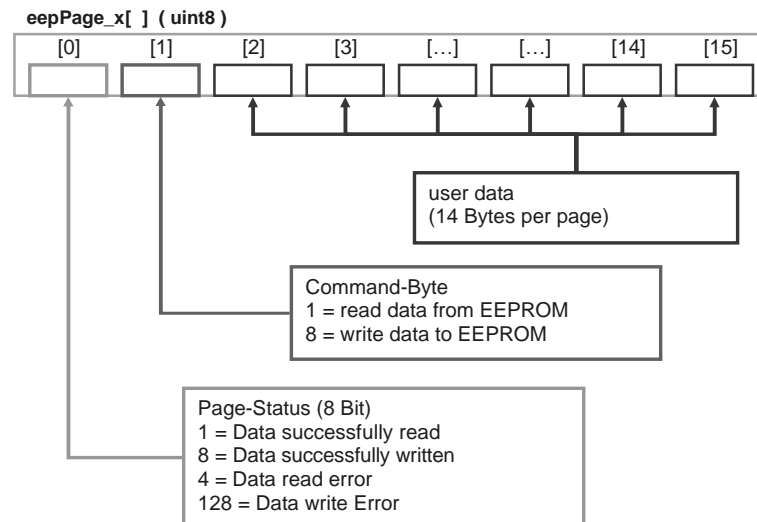 eepPage_x[ ] ( uint8 )
[0] [1] [2] [3] [...] [...] [14] [15]
user data
(14 Bytes per page)
Command-Byte
1 = read data from EEPROM
8 = write data to EEPROM
Page-Status (8 Bit)
1 = Data successfully read
8 = Data successfully written
4 = Data read error
128 = Data write Error